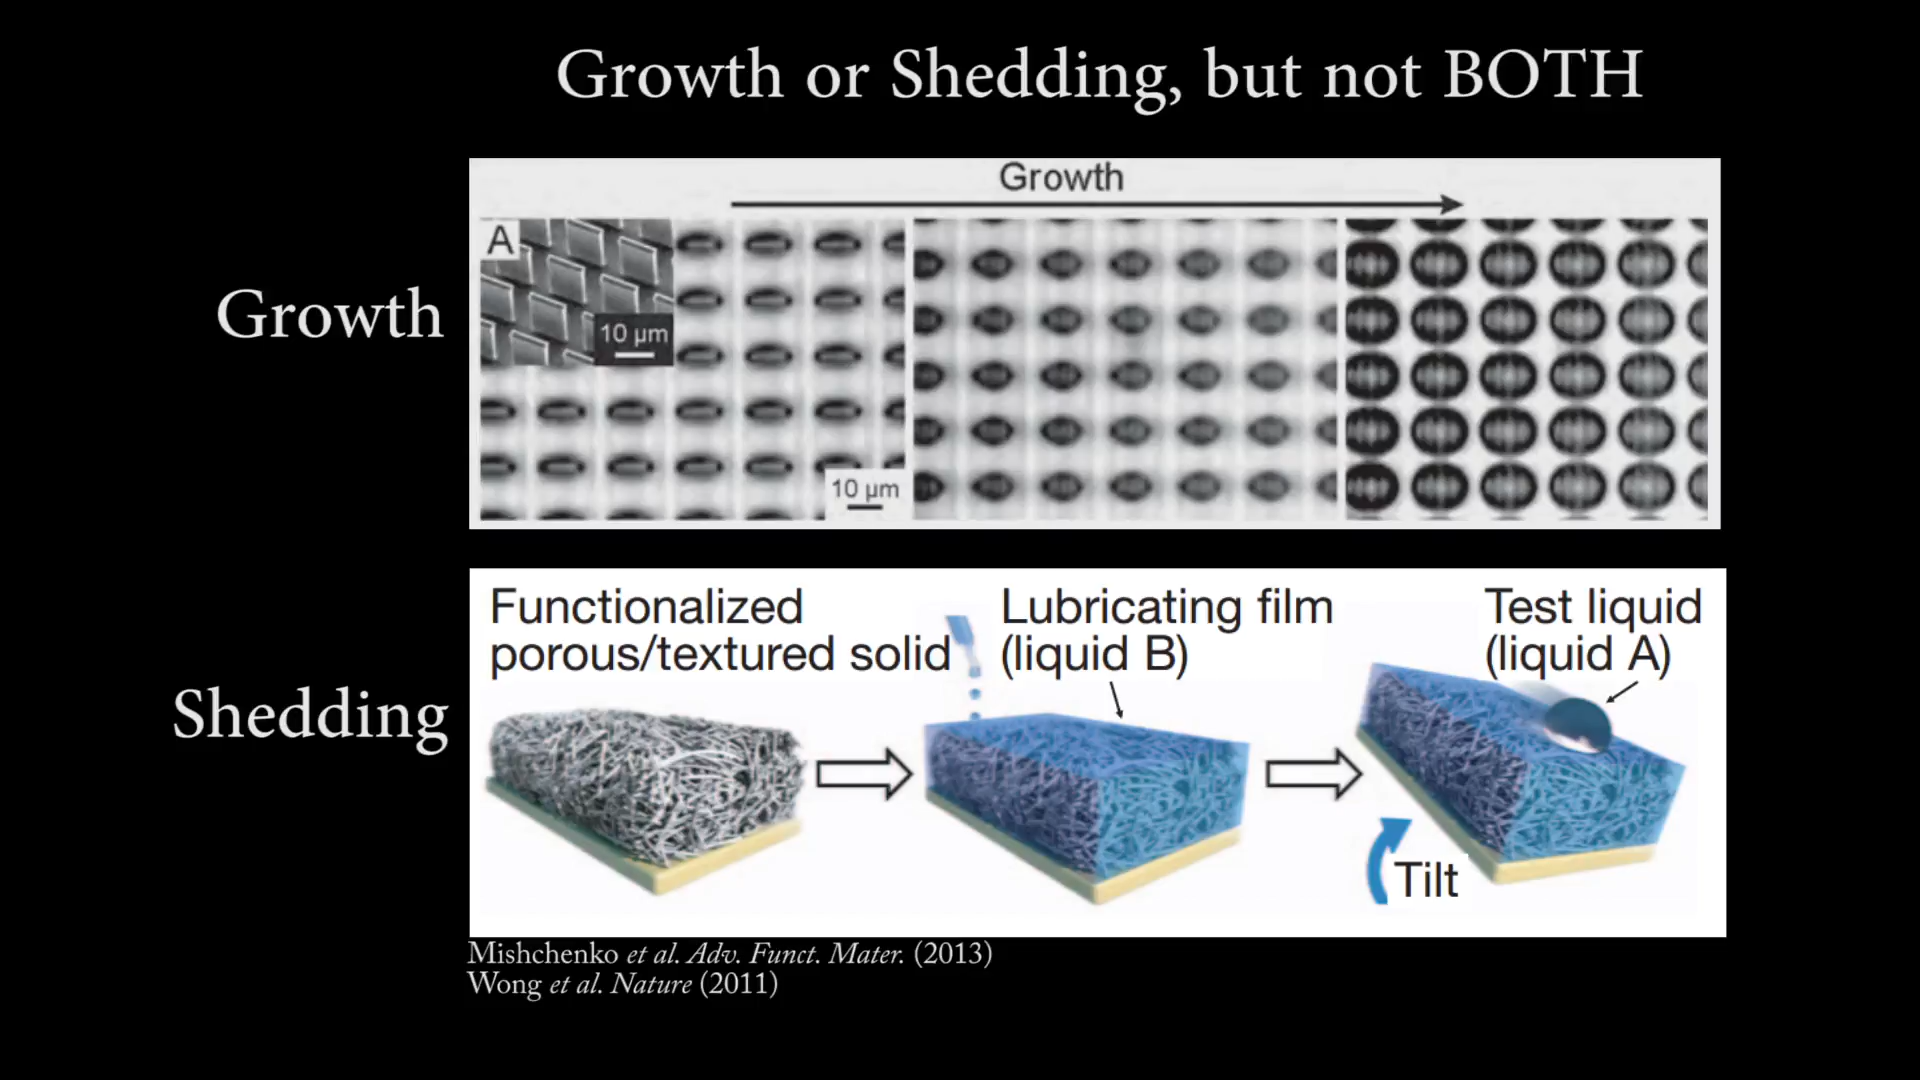 Growth or Shedding, but not BOTH
Growth
Growth
A
10 µm
10 µm
Shedding
Functionalized
porous/textured solid
Lubricating film
(liquid B)
Test liquid
(liquid A)
Tilt
Mishchenko et al. Adv. Funct. Mater. (2013)
Wong et al. Nature (2011)